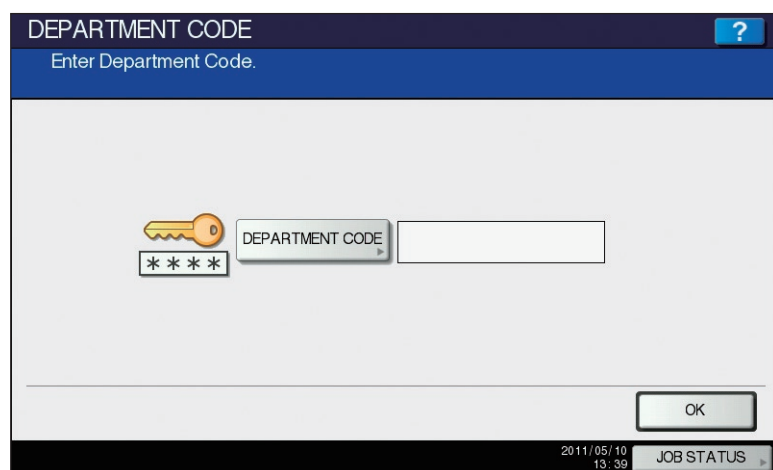 DEPARTMENT CODE
?
Enter Department Code.
DEPARTMENT CODE
****
OK
2011/05/10
13:39
JOB STATUS